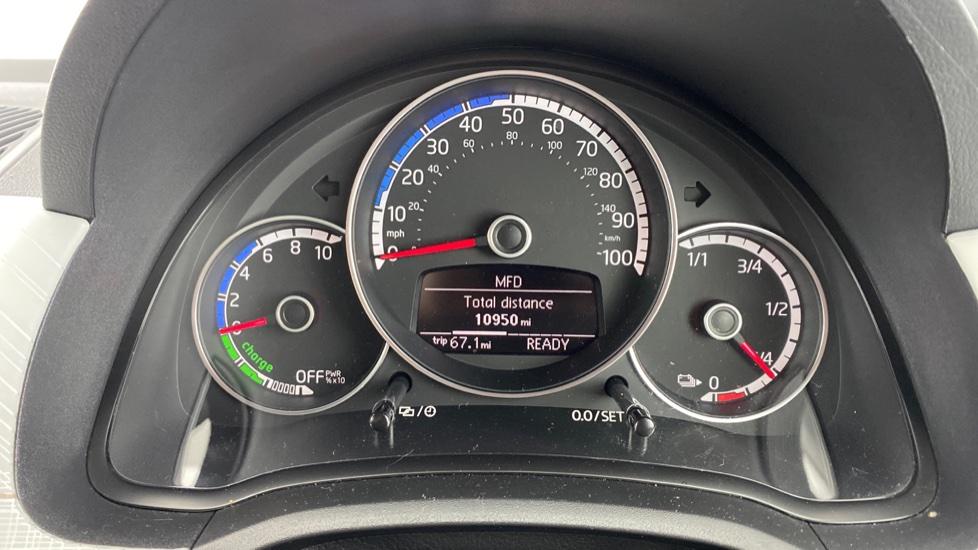 0 10 20 30 40 50 60 70 80 90 100
mph
20 40 60 80 100 120 140
km/h
0 2 4 6 8 10
charge
OFF PWR
% x10
MFD
Total distance
10950 mi
trip 67.1 mi READY
1/1 3/4 1/2 1/4 0
0.0/SET